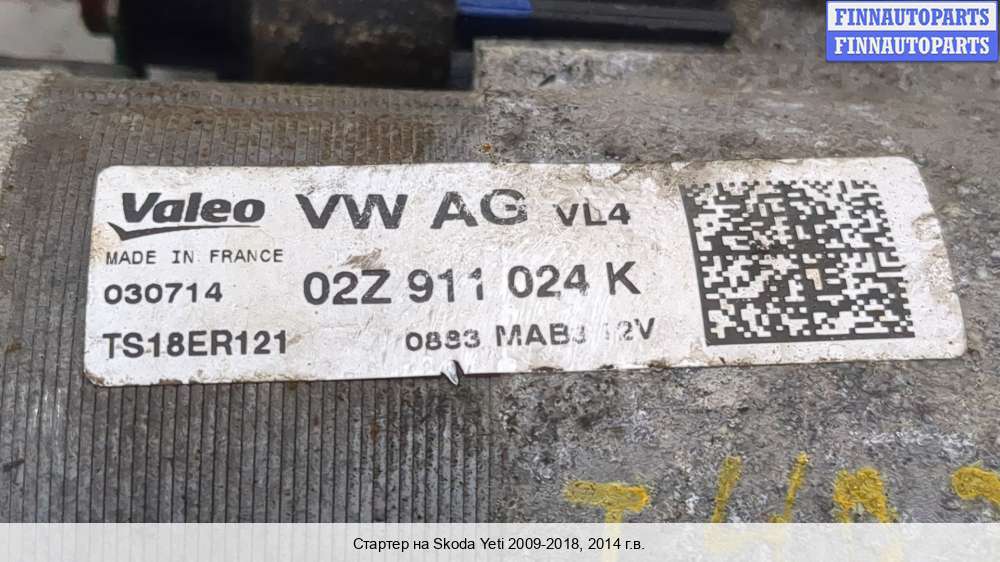 FINNAUTOPARTS
FINNAUTOPARTS
Valeo VW AG VL4
MADE IN FRANCE
030714 02Z 911 024 K
TS18ER121 0883 12V
Стартер на Skoda Yeti 2009-2018, 2014 г.в.